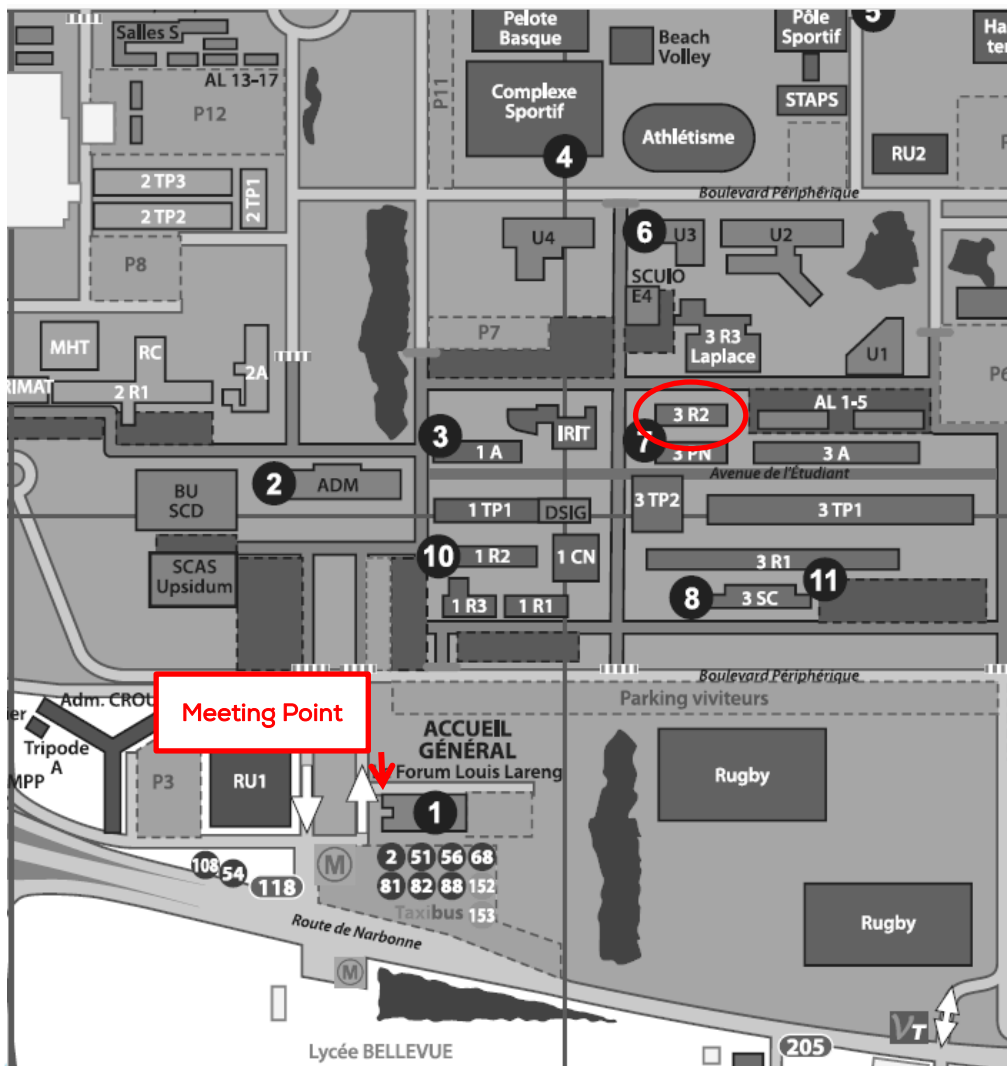 Salles S
AL 13-17
P12
2 TP3
2 TP2
2 TP1
P8
Pelote
Basque
Complexe
Sportif
P11
4
Beach
Volley
Athlétisme
Pôle
Sportif
5
STAPS
RU2
Boulevard Périphérique
U4
6
U3
U2
SCUIO
E4
P7
3 R3
Laplace
U1
MHT
RC
2 R1
2A
3 R2
AL 1-5
3
1 A
IRIT
7
3 PN
3 A
Avenue de l'Étudiant
2
ADM
BU
SCD
1 TP1
DSIG
3 TP2
3 TP1
10
1 R2
1 CN
3 R1
SCAS
Upsidum
1 R3
1 R1
8
3 SC
11
Boulevard Périphérique
Parking viviteurs
Meeting Point
Tripode
A
MPP
P3
RU1
ACCUEIL
GÉNÉRAL
Forum Louis Lareng
1
Rugby
M
2 51 56 68
81 82 88 152
Taxibus 153
108
54
118
Route de Narbonne
Rugby
M
VT
205
Lycée BELLEVUE